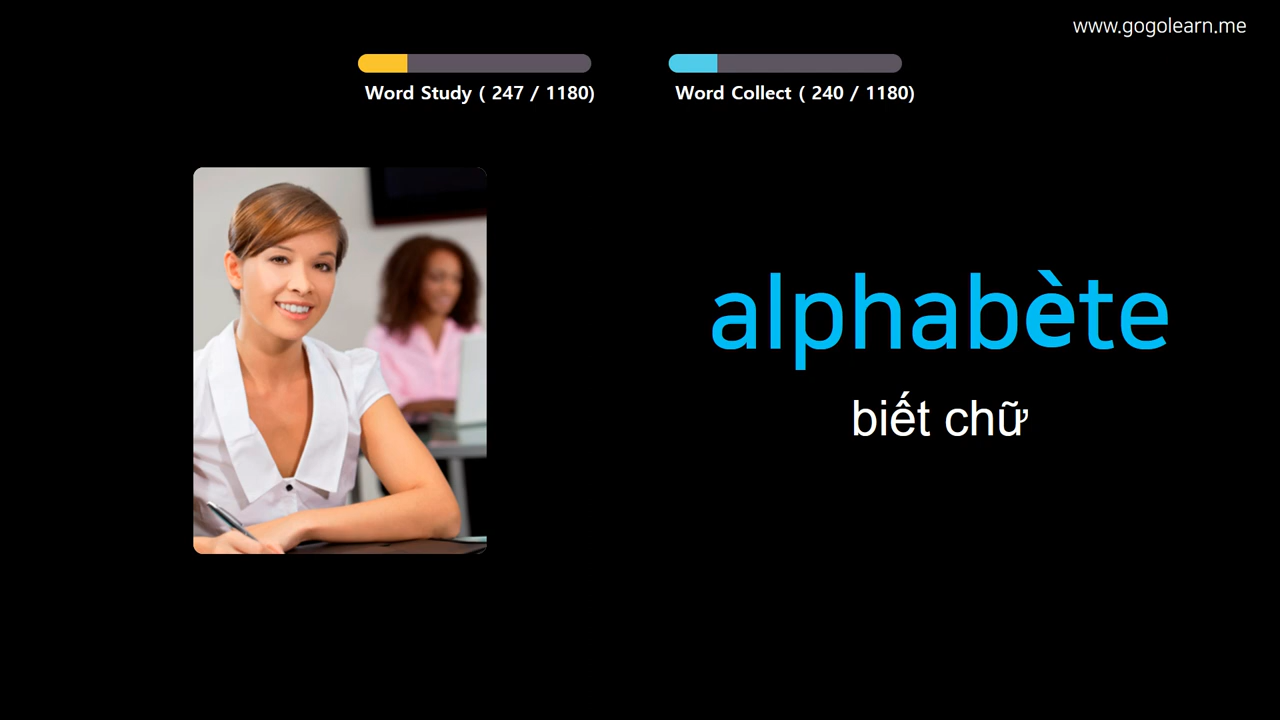 www.gogolearn.me
Word Study ( 247 / 1180)
Word Collect ( 240 / 1180)
alphabète
biết chữ